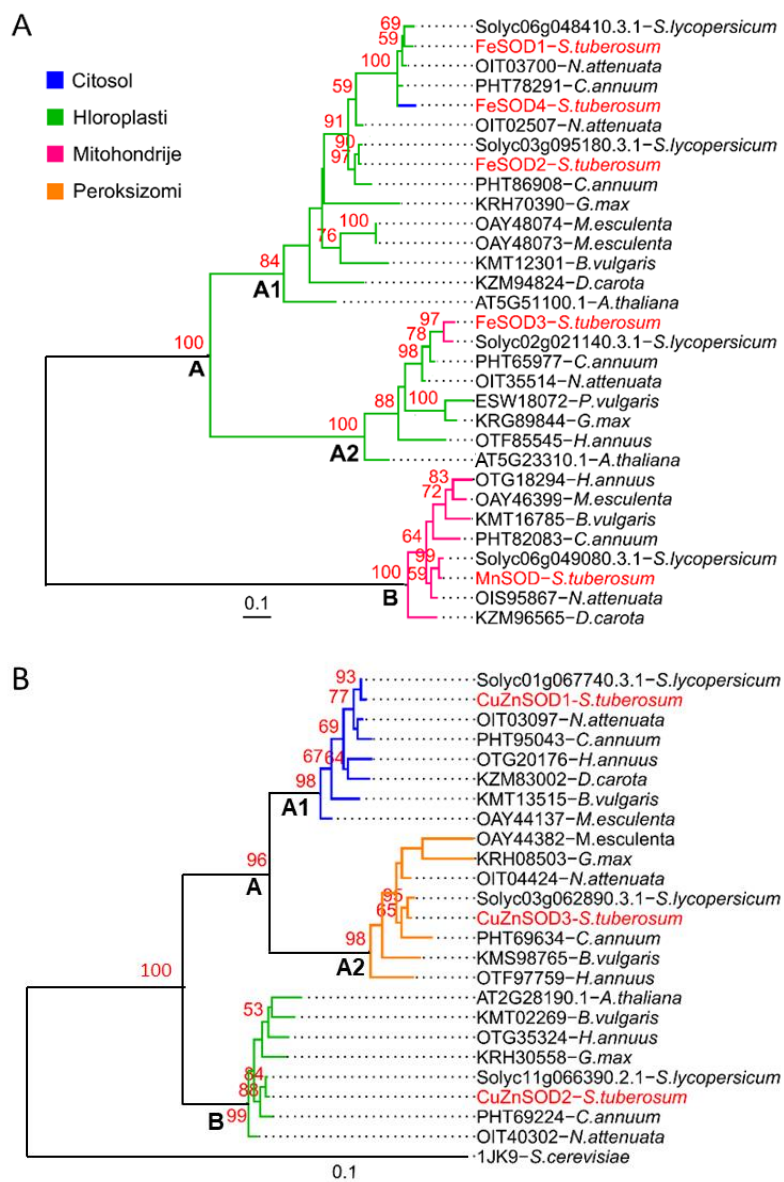 A
Citosol
Hloroplasti
Mitohondrije
Peroksizomi
69
59
100
59
91
90
97
100
76
84
A1
100
A
97
78
98
88
100
100
A2
83
72
64
99
59
100
B
0.1
Solyc06g048410.3.1–S.lycopersicum
FeSOD1–S.tuberosum
OIT03700–N.attenuata
PHT78291–C.annuum
FeSOD4–S.tuberosum
OIT02507–N.attenuata
Solyc03g095180.3.1–S.lycopersicum
FeSOD2–S.tuberosum
PHT86908–C.annuum
KRH70390–G.max
OAY48074–M.esculenta
OAY48073–M.esculenta
KMT12301–B.vulgaris
KZM94824–D.carota
AT5G51100.1–A.thaliana
FeSOD3–S.tuberosum
Solyc02g021140.3.1–S.lycopersicum
PHT65977–C.annuum
OIT35514–N.attenuata
ESW18072–P.vulgaris
KRG89844–G.max
OTF85545–H.annuus
AT5G23310.1–A.thaliana
OTG18294–H.annuus
OAY46399–M.esculenta
KMT16785–B.vulgaris
PHT82083–C.annuum
Solyc06g049080.3.1–S.lycopersicum
MnSOD–S.tuberosum
OIS95867–N.attenuata
KZM96565–D.carota
B
93
77
69
67
64
98
A1
96
A
95
65
98
A2
100
53
84
88
99
B
0.1
Solyc01g067740.3.1–S.lycopersicum
CuZnSOD1-S.tuberosum
OIT03097–N.attenuata
PHT95043–C.annuum
OTG20176–H.annuus
KZM83002–D.carota
KMT13515–B.vulgaris
OAY44137–M.esculenta
OAY44382–M.esculenta
KRH08503–G.max
OIT04424–N.attenuata
Solyc03g062890.3.1–S.lycopersicum
CuZnSOD3-S.tuberosum
PHT69634–C.annuum
KMS98765–B.vulgaris
OTF97759–H.annuus
AT2G28190.1–A.thaliana
KMT02269–B.vulgaris
OTG35324–H.annuus
KRH30558–G.max
Solyc11g066390.2.1–S.lycopersicum
CuZnSOD2–S.tuberosum
PHT69224–C.annuum
OIT40302–N.attenuata
1JK9–S.cerevisiae